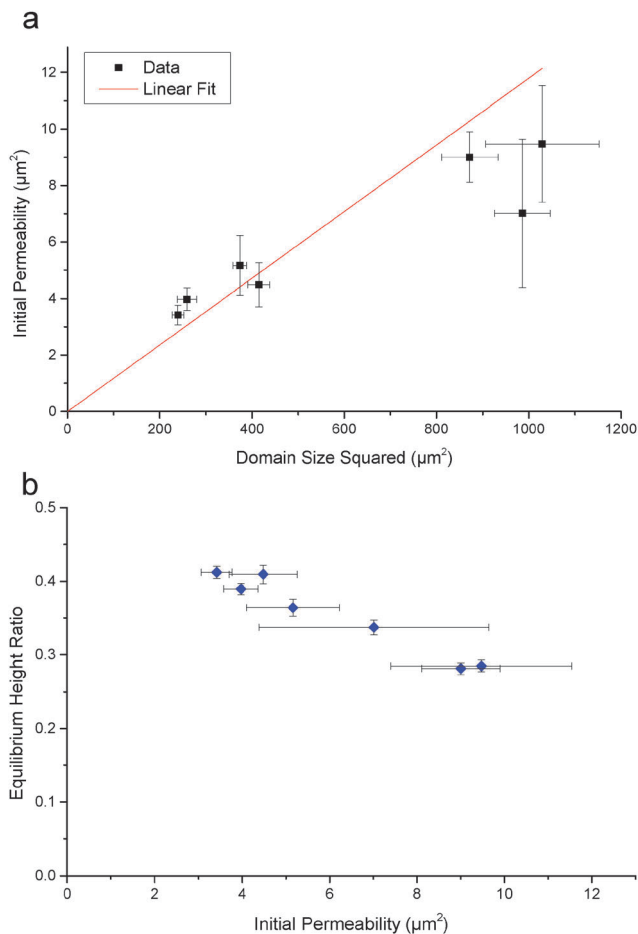 a
12
10
8
6
4
2
0
Initial Permeability (µm²)
Data
Linear Fit
0 200 400 600 800 1000 1200
Domain Size Squared (µm²)
b
0.5
0.4
0.3
0.2
0.1
0.0
Equilibrium Height Ratio
0 2 4 6 8 10 12
Initial Permeability (µm²)